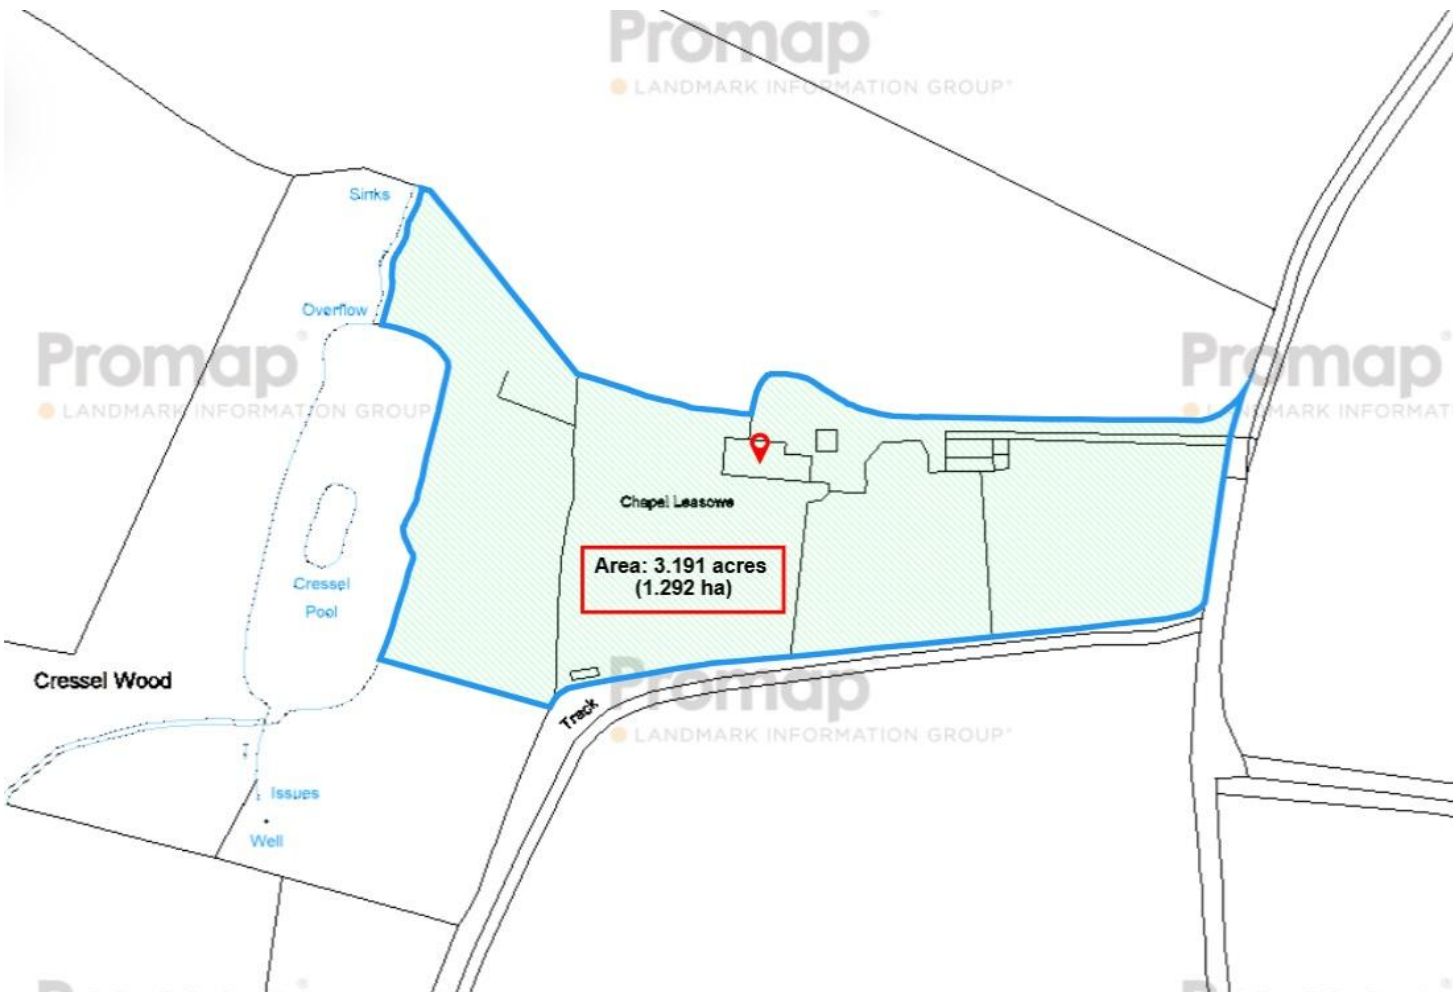 Promap
LANDMARK INFORMATION GROUP
Sinks
Overflow
Promap
LANDMARK INFORMATION GROUP
Promap
LANDMARK INFORMAT
Chapel Leasowe
Area: 3.191 acres
(1.292 ha)
Cressel
Pool
Cressel Wood
Promap
LANDMARK INFORMATION GROUP
Track
Issues
Well